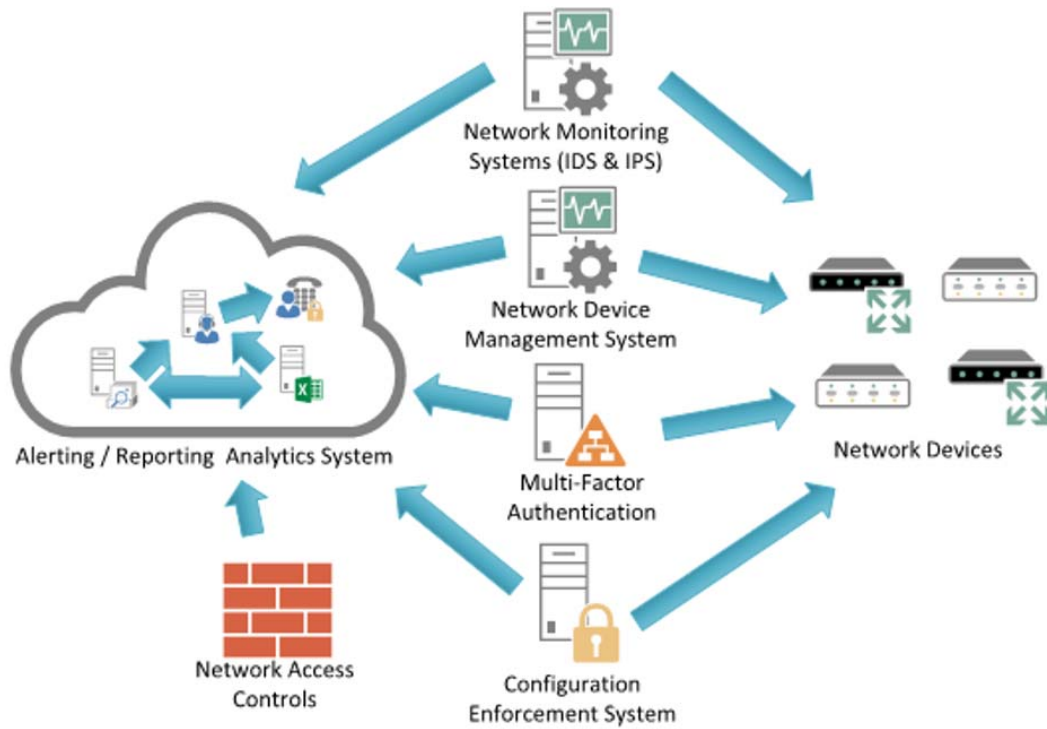 Network Monitoring
Systems (IDS & IPS)
Network Device
Management System
Alerting / Reporting Analytics System
Multi-Factor
Authentication
Network Devices
Network Access
Controls
Configuration
Enforcement System